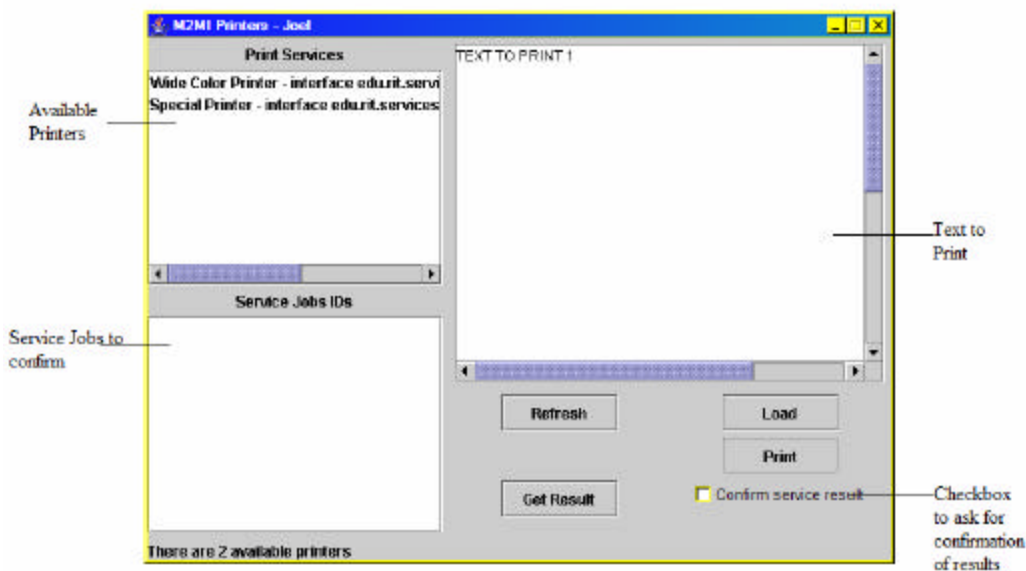 M2MI Printers - Joel
Print Services
Wide Color Printer - interface edu.rit.servi
Special Printer - interface edu.rit.services
TEXT TO PRINT 1
Available
Printers
Text to
Print
Service Jobs IDs
Service Jobs to
confirm
Refresh
Load
Print
Get Result
Confirm service result
Checkbox
to ask for
confirmation
of results
There are 2 available printers